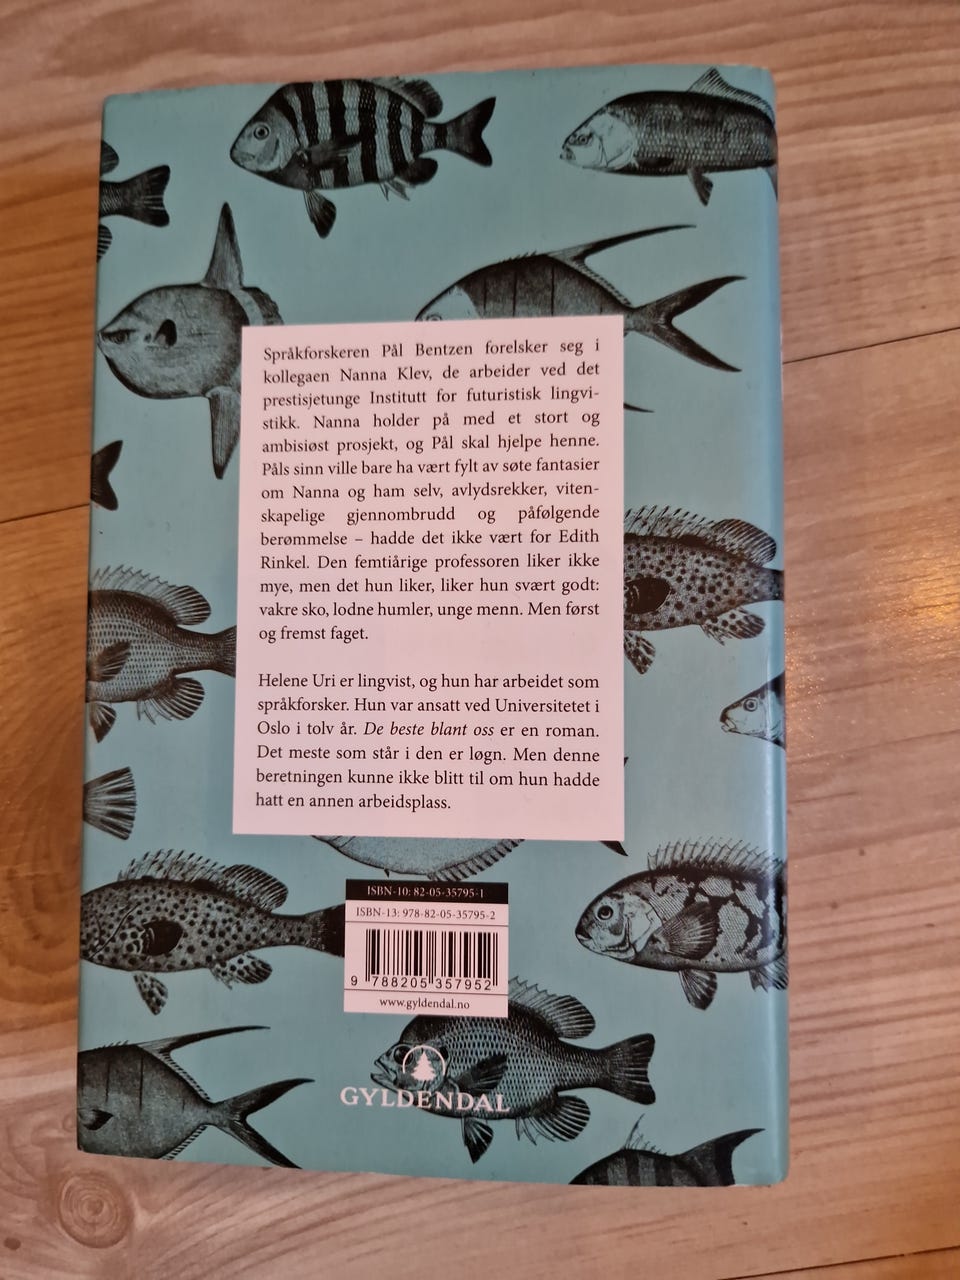 Språkforskeren Pål Bentzen forelsker seg i
kollegaen Nanna Klev, de arbeider ved det
prestisjetunge Institutt for futuristisk lingvi-
stikk. Nanna holder på med et stort og
ambisiøst prosjekt, og Pål skal hjelpe henne.
Påls sinn ville bare ha vært fylt av søte fantasier
om Nanna og ham selv, avlydsrekker, viten-
skapelige gjennombrudd og påfølgende
berømmelse – hadde det ikke vært for Edith
Rinkel. Den femtiårige professoren liker ikke
mye, men det hun liker, liker hun svært godt:
vakre sko, lodne humler, unge menn. Men først
og fremst faget.
Helene Uri er lingvist, og hun har arbeidet som
språkforsker. Hun var ansatt ved Universitetet i
Oslo i tolv år. De beste blant oss er en roman.
Det meste som står i den er løgn. Men denne
beretningen kunne ikke blitt til om hun hadde
hatt en annen arbeidsplass.
ISBN-10: 82-05-35795-1
ISBN-13: 978-82-05-35795-2
9 788205 357952
www.gyldendal.no
GYLDENDAL